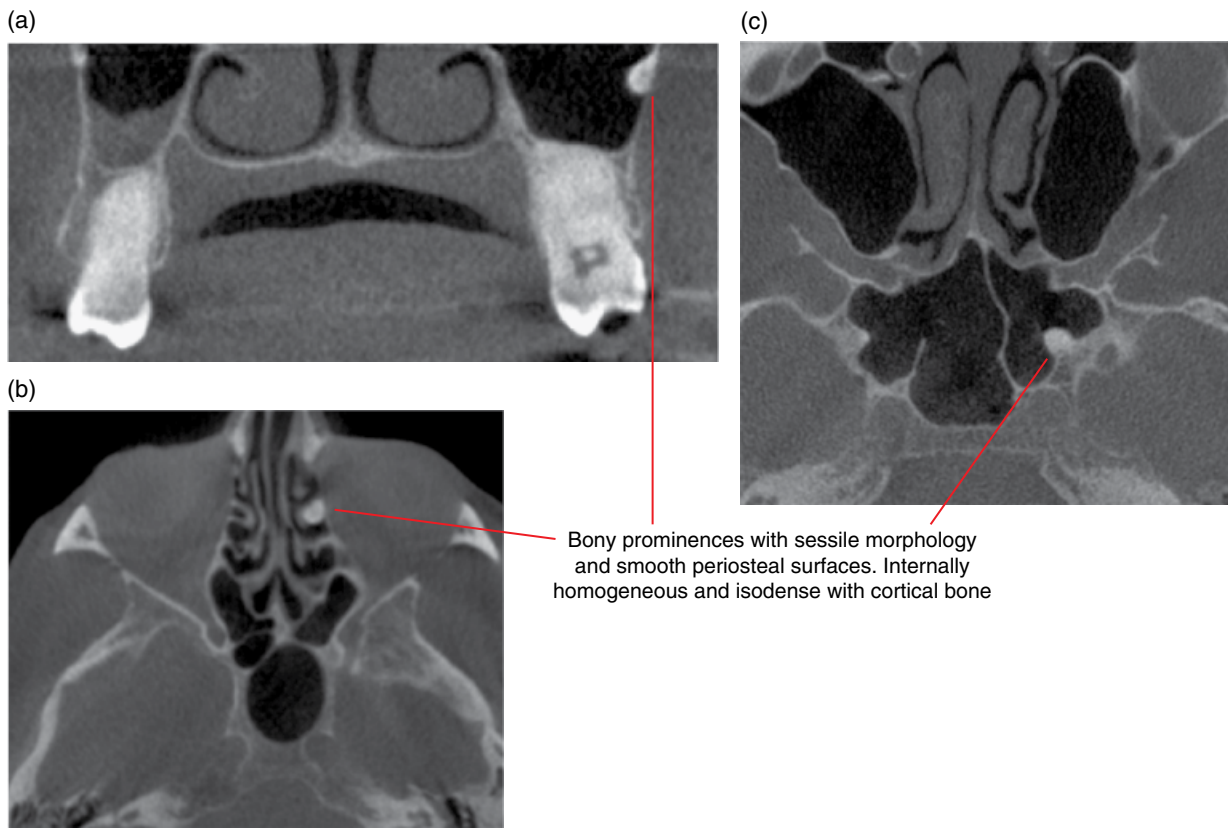 (a)
(c)
(b)
Bony prominences with sessile morphology
and smooth periosteal surfaces. Internally
homogeneous and isodense with cortical bone